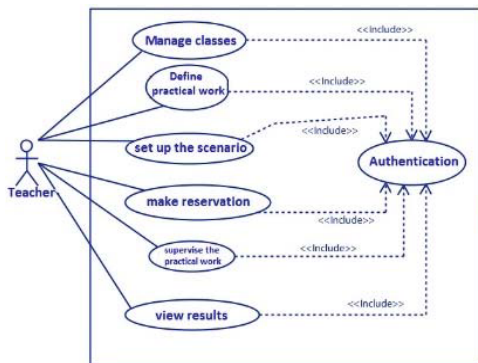 Manage classes
<<Include>>
Define
practical work
<<Include>>
set up the scenario
<<Include>>
Authentication
Teacher
make reservation
<<Include>>
supervise the
practical work
<<Include>>
view results
<<Include>>